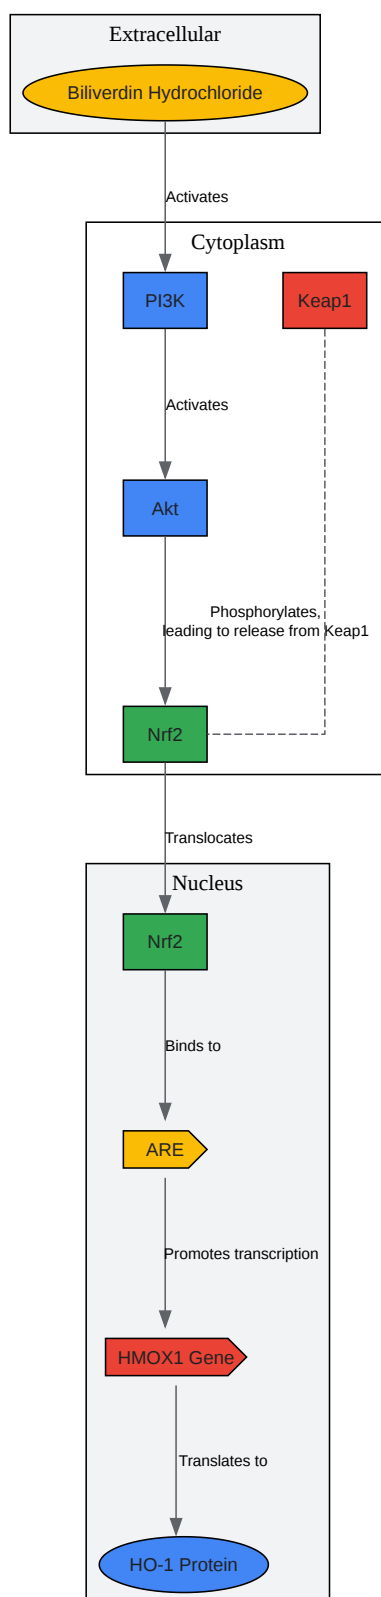 Extracellular
Biliverdin Hydrochloride
Activates
Cytoplasm
PI3K
Keap1
Activates
Akt
Phosphorylates,
leading to release from Keap1
Nrf2
Translocates
Nucleus
Nrf2
Binds to
ARE
Promotes transcription
HMOX1 Gene
Translates to
HO-1 Protein